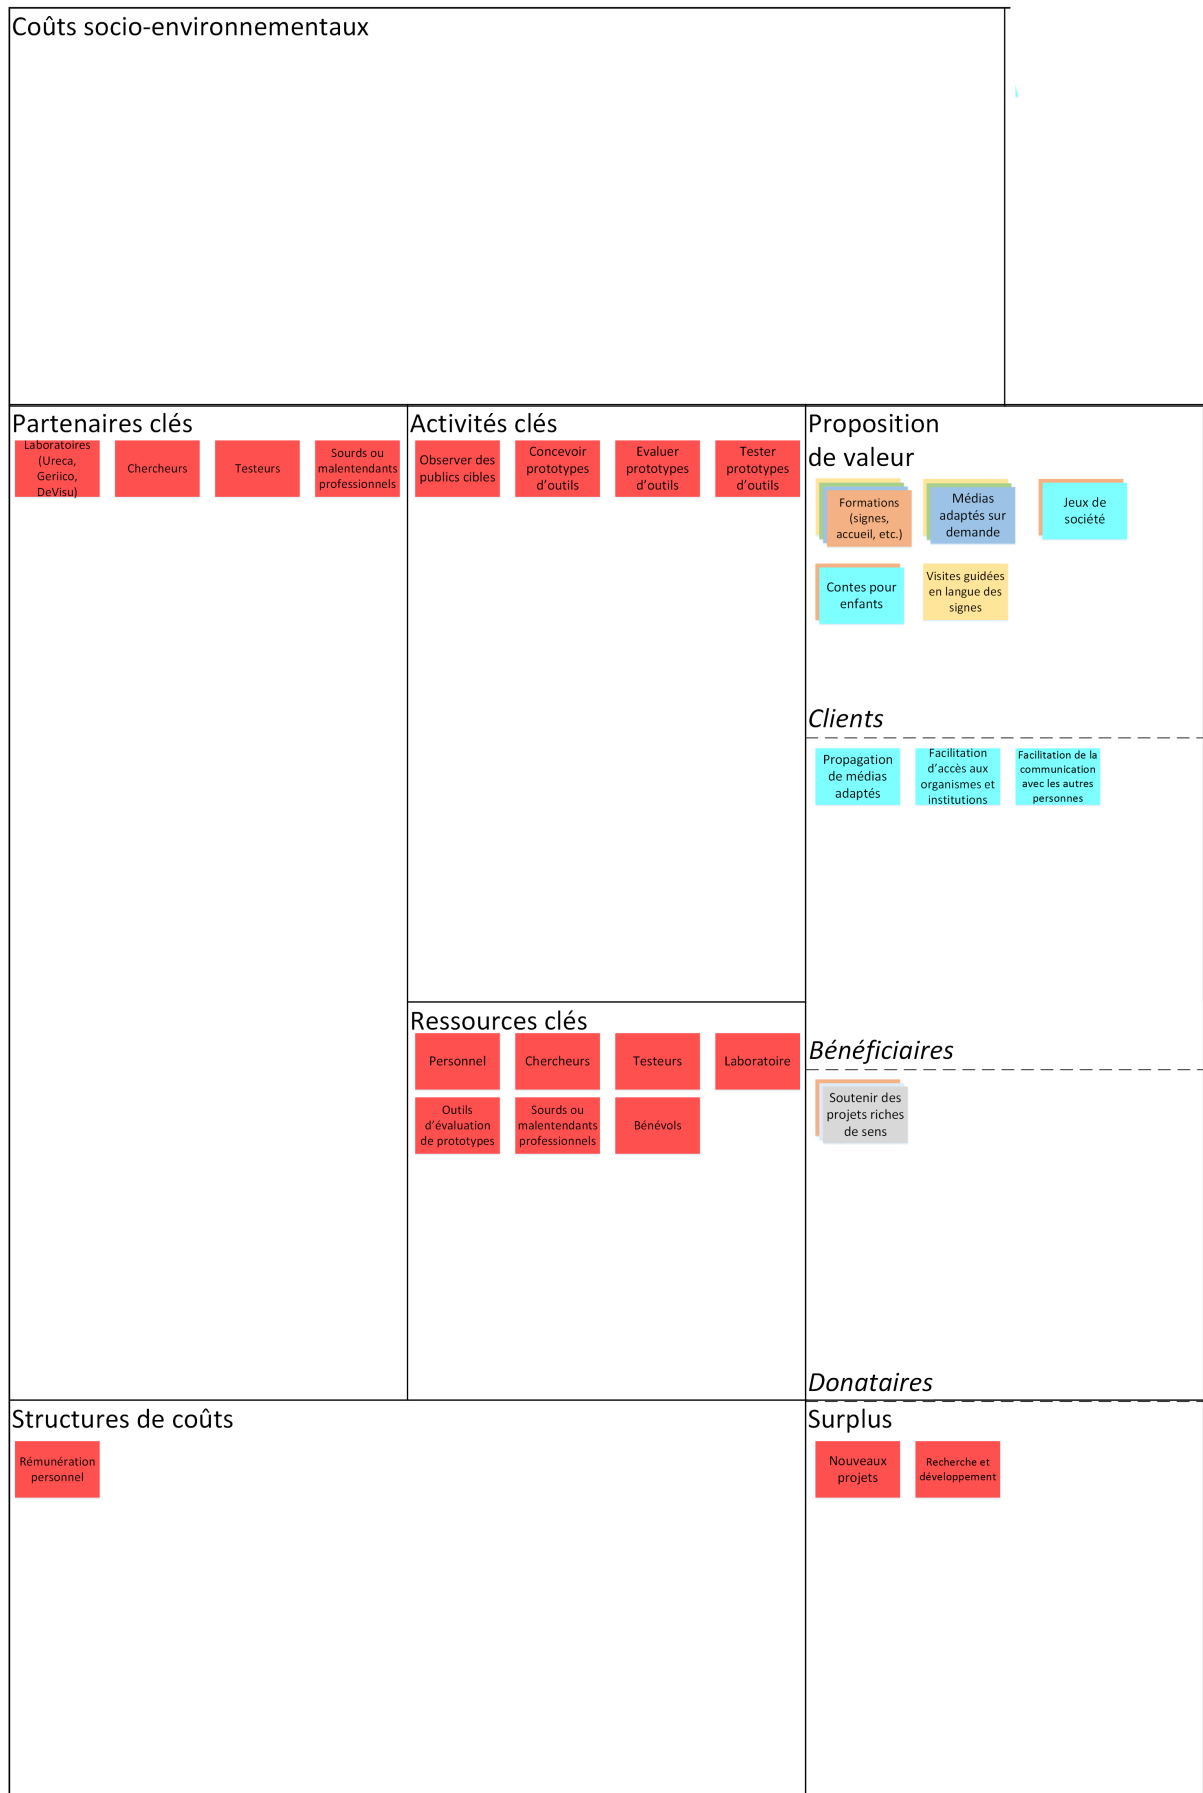 Coûts socio-environnementaux
Partenaires clés
Laboratoires
(Ureca,
Geriico,
DeVisu)
Chercheurs
Testeurs
Sourds ou
malentendants
professionnels
Activités clés
Observer des
publics cibles
Concevoir
prototypes
d'outils
Evaluer
prototypes
d'outils
Tester
prototypes
d'outils
Ressources clés
Personnel
Chercheurs
Testeurs
Laboratoire
Outils
d'évaluation
de prototypes
Sourds ou
malentendants
professionnels
Bénévols
Proposition
de valeur
Formations
(signes,
accueil, etc.)
Médias
adaptés sur
demande
Jeux de
société
Contes pour
enfants
Visites guidées
en langue des
signes
Clients
Propagation
de médias
adaptés
Facilitation
d'accès aux
organismes et
institutions
Facilitation de la
communication
avec les autres
personnes
Bénéficiaires
Soutenir des
projets riches
de sens
Donataires
Structures de coûts
Rémunération
personnel
Surplus
Nouveaux
projets
Recherche et
développement